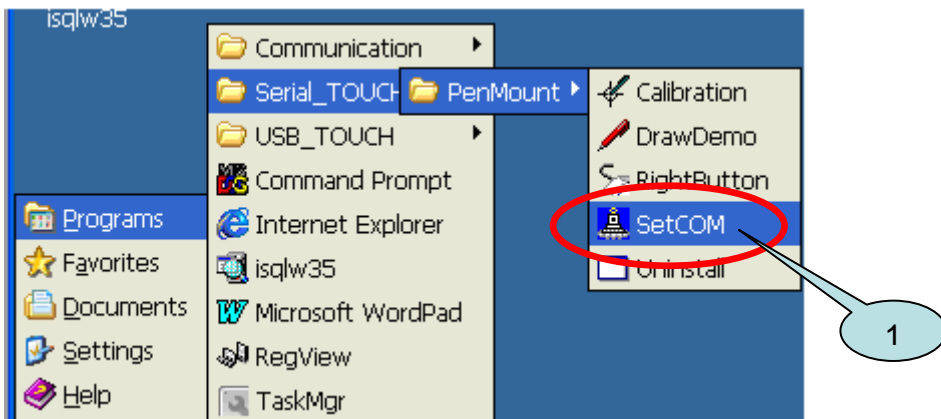 isqlw35
Communication
Serial_TOUCH
PenMount
Calibration
USB_TOUCH
DrawDemo
Command Prompt
RightButton
Programs
Internet Explorer
SetCOM
Favorites
isqlw35
Uninstall
Documents
Microsoft WordPad
1
Settings
RegView
Help
TaskMgr